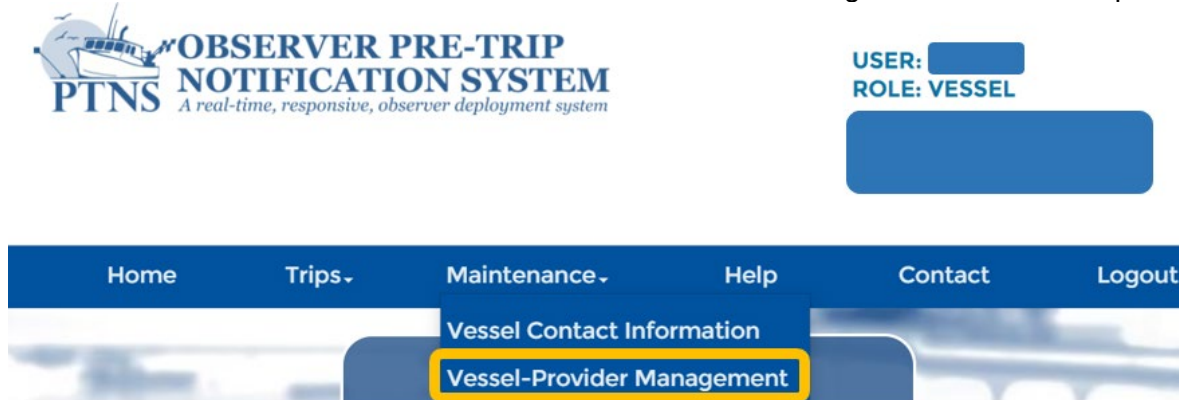 OBSERVER PRE-TRIP
NOTIFICATION SYSTEM
PTNS
A real-time, responsive, observer deployment system
USER:
ROLE: VESSEL
Home Trips Maintenance Help Contact Logout
Vessel Contact Information
Vessel-Provider Management